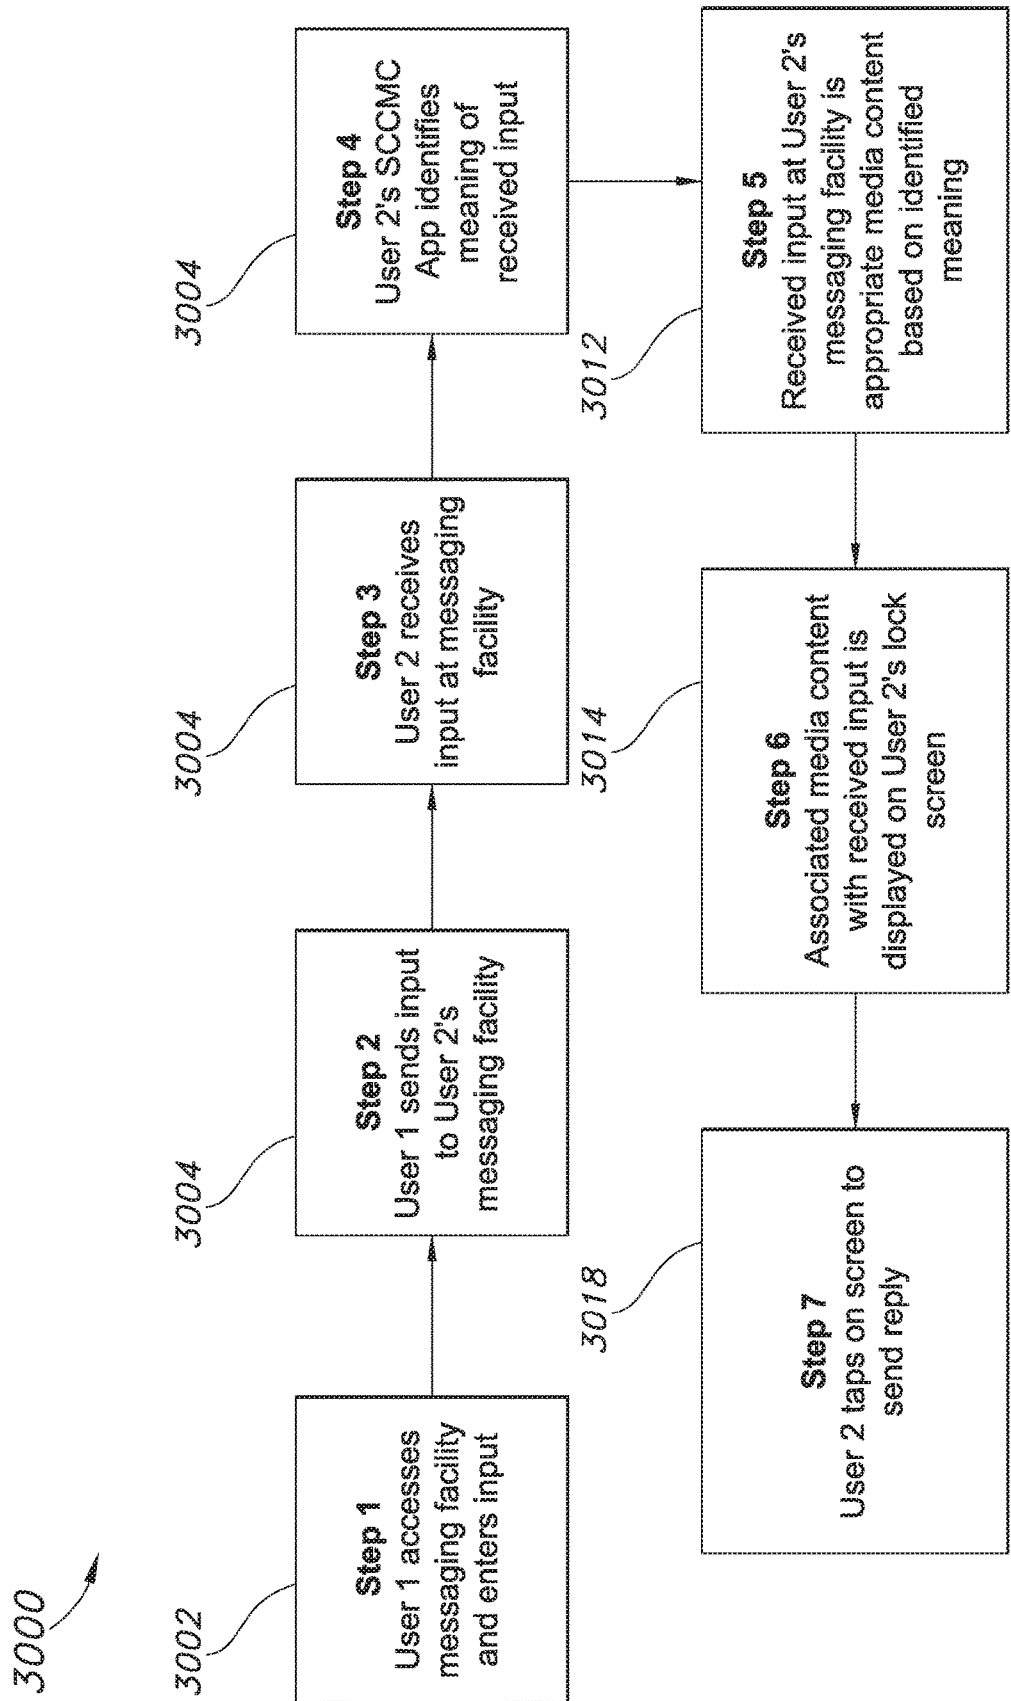 3000
3002
Step 1
User 1 accesses
messaging facility
and enters input
3004
Step 2
User 1 sends input
to User 2's
messaging facility
3004
Step 3
User 2 receives
input at messaging
facility
3004
Step 4
User 2's SCCMC
App identifies
meaning of
received input
3012
Step 5
Received input at User 2's
messaging facility is
appropriate media content
based on identified
meaning
3014
Step 6
Associated media content
with received input is
displayed on User 2's lock
screen
3018
Step 7
User 2 taps on screen to
send reply